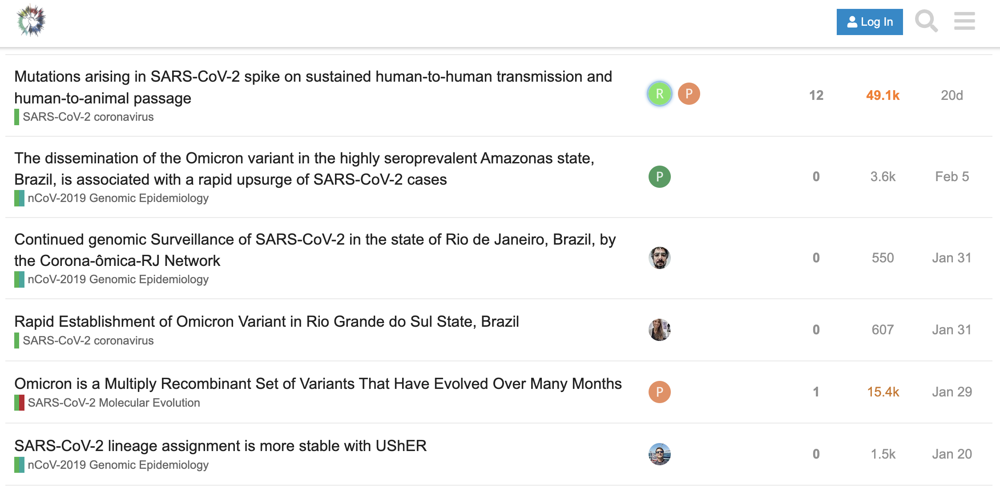 Log In
Mutations arising in SARS-CoV-2 spike on sustained human-to-human transmission and
human-to-animal passage
SARS-CoV-2 coronavirus
R P 12 49.1k 20d
The dissemination of the Omicron variant in the highly seroprevalent Amazonas state,
Brazil, is associated with a rapid upsurge of SARS-CoV-2 cases
nCoV-2019 Genomic Epidemiology
P 0 3.6k Feb 5
Continued genomic Surveillance of SARS-CoV-2 in the state of Rio de Janeiro, Brazil, by
the Corona-ômica-RJ Network
nCoV-2019 Genomic Epidemiology
0 550 Jan 31
Rapid Establishment of Omicron Variant in Rio Grande do Sul State, Brazil
SARS-CoV-2 coronavirus
0 607 Jan 31
Omicron is a Multiply Recombinant Set of Variants That Have Evolved Over Many Months
SARS-CoV-2 Molecular Evolution
P 1 15.4k Jan 29
SARS-CoV-2 lineage assignment is more stable with UShER
nCoV-2019 Genomic Epidemiology
0 1.5k Jan 20